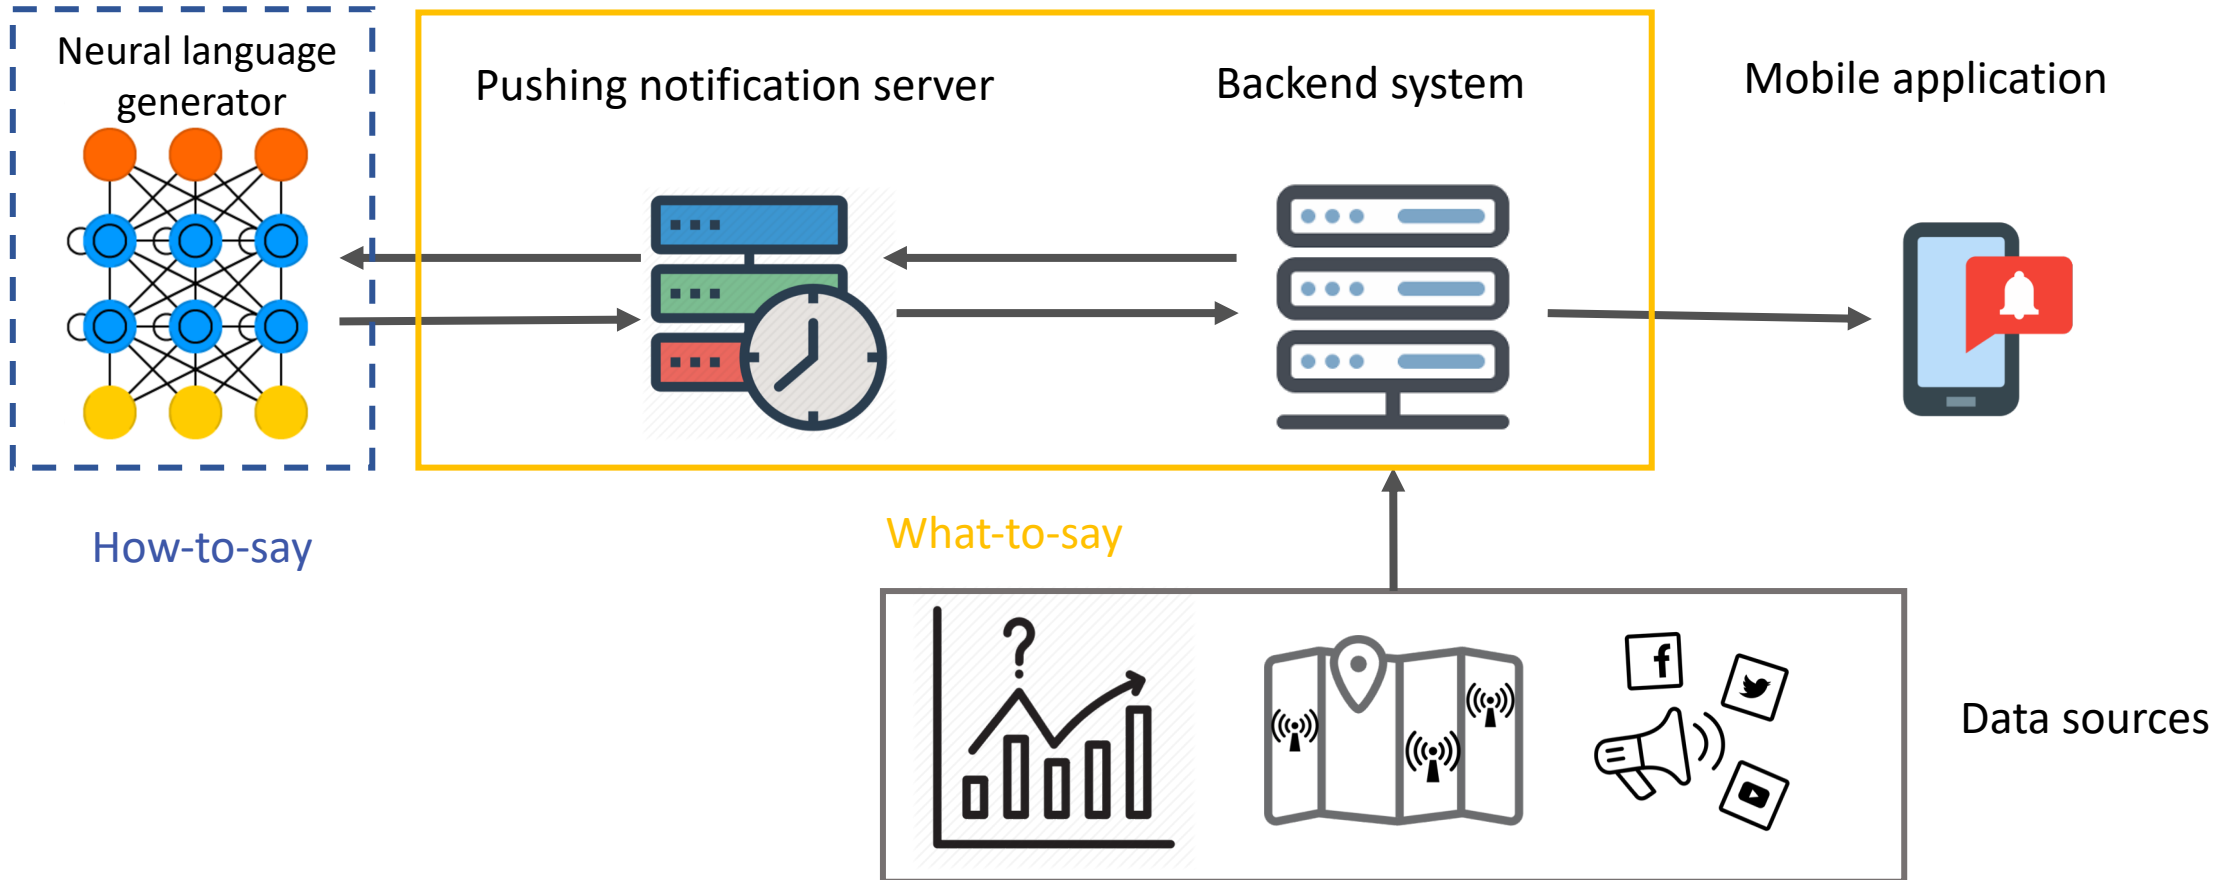 Neural language
generator
Pushing notification server
Backend system
Mobile application
How-to-say
What-to-say
?
f
Data sources